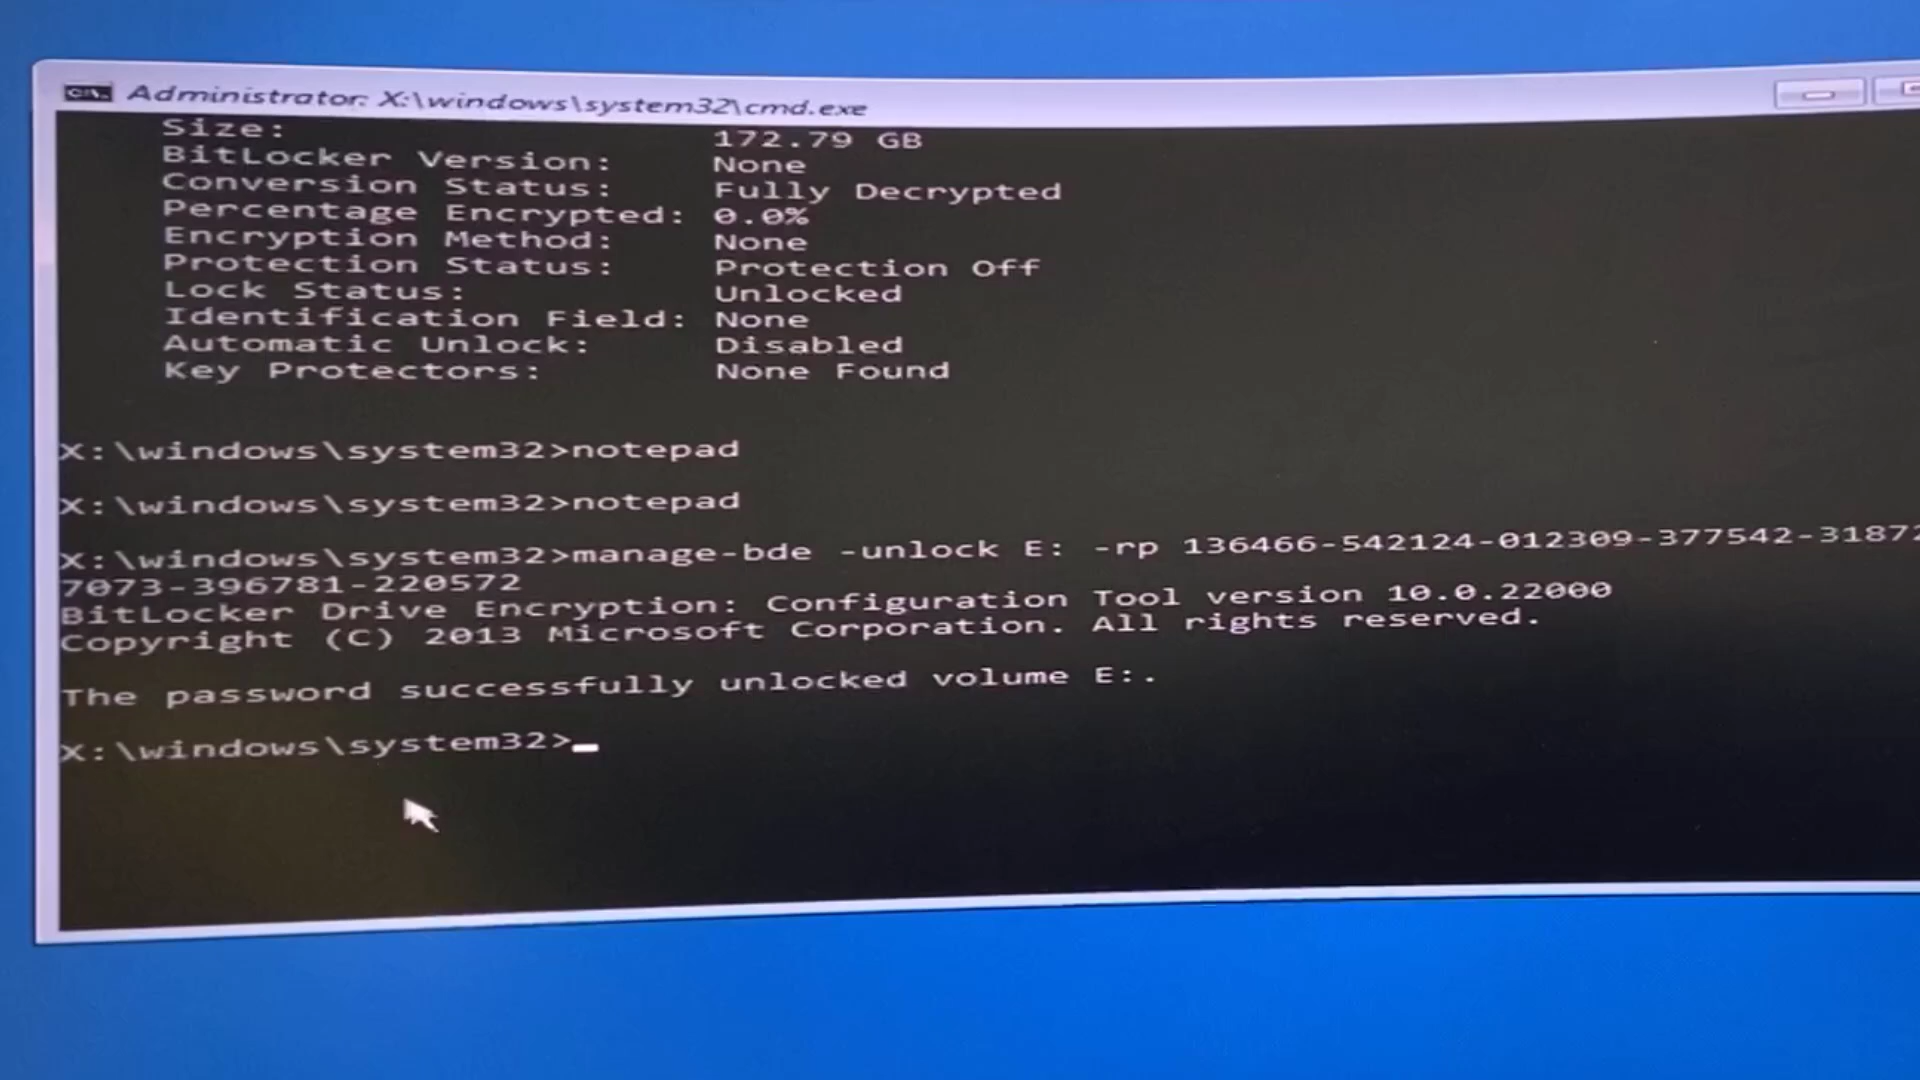 Administrator: X:\windows\system32\cmd.exe
Size: 172.79 GB
BitLocker Version: None
Conversion Status: Fully Decrypted
Percentage Encrypted: 0.0%
Encryption Method: None
Protection Status: Protection Off
Lock Status: Unlocked
Identification Field: None
Automatic Unlock: Disabled
Key Protectors: None Found
X:\windows\system32>notepad
X:\windows\system32>notepad
X:\windows\system32>manage-bde -unlock E: -rp 136466-542124-012309-377542-31872
7073-396781-220572
BitLocker Drive Encryption: Configuration Tool version 10.0.22000
Copyright (C) 2013 Microsoft Corporation. All rights reserved.
The password successfully unlocked volume E:.
X:\windows\system32>